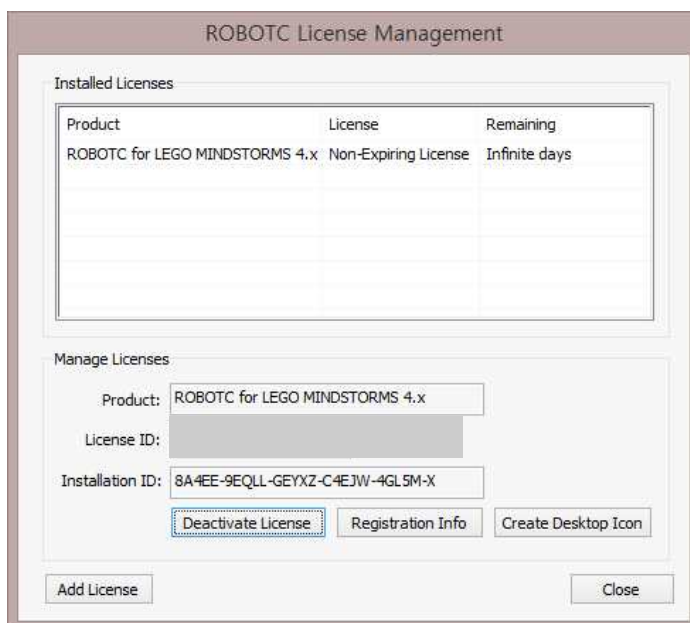 ROBOTC License Management
Installed Licenses
Product License Remaining
ROBOTC for LEGO MINDSTORMS 4.x Non-Expiring License Infinite days
Manage Licenses
Product: ROBOTC for LEGO MINDSTORMS 4.x
License ID:
Installation ID: 8A4EE-9EQLL-GEYXZ-C4EJW-4GL5M-X
Deactivate License Registration Info Create Desktop Icon
Add License Close